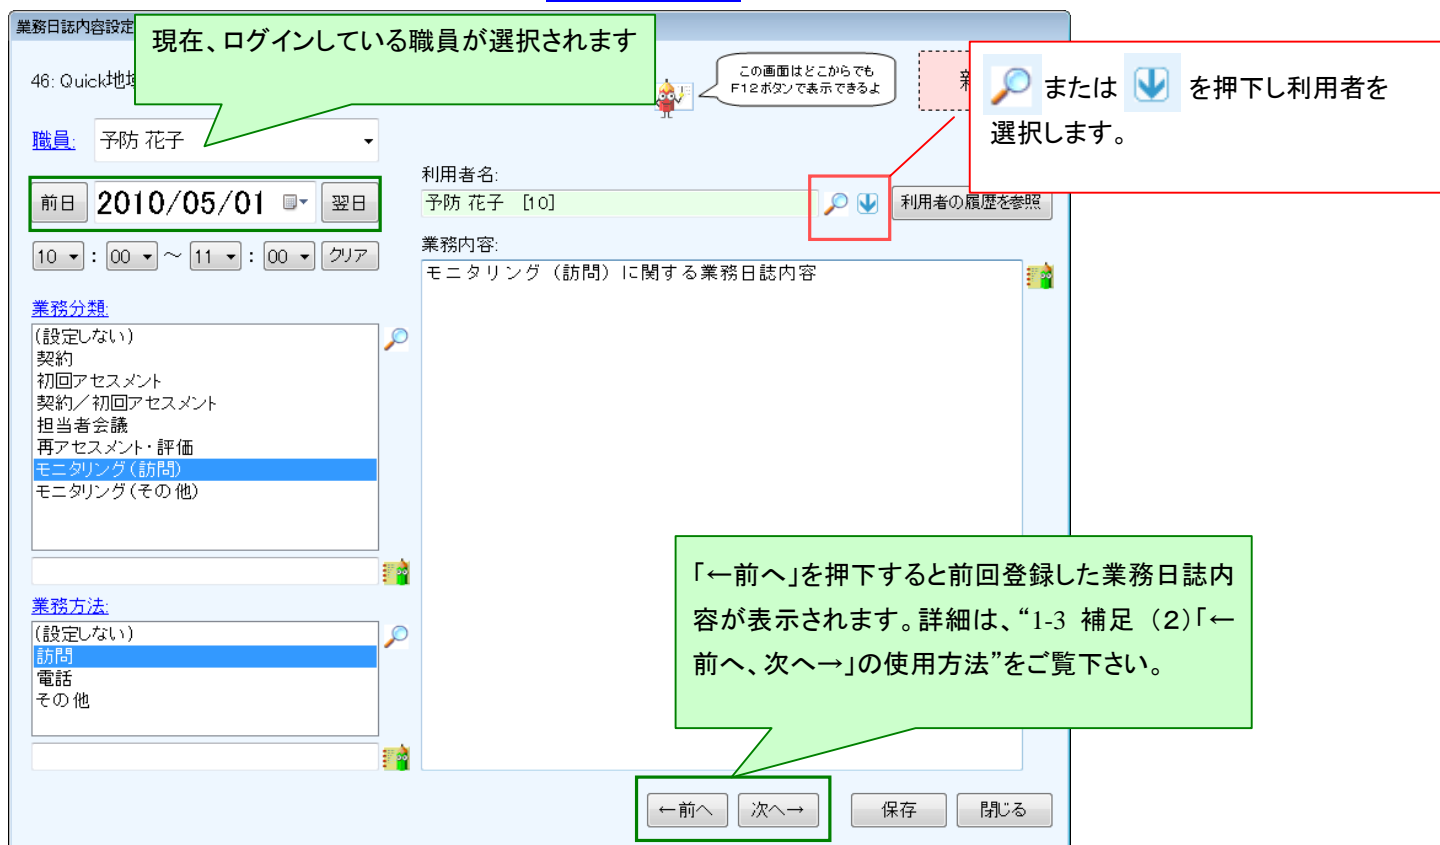 業務日誌内容設定
現在、ログインしている職員が選択されます
46: Quick地域
この画面はどこからでも
F12ボタンで表示できるよ
新
または を押下し利用者を
選択します。
職員: 予防 花子
前日 2010/05/01 翌日
10 : 00 ～ 11 : 00 クリア
利用者名:
予防 花子 [10] 利用者の履歴を参照
業務分類:
(設定しない)
契約
初回アセスメント
契約／初回アセスメント
担当者会議
再アセスメント・評価
モニタリング(訪問)
モニタリング(その他)
業務方法:
(設定しない)
訪問
電話
その他
業務内容:
モニタリング（訪問）に関する業務日誌内容
「←前へ」を押下すると前回登録した業務日誌内
容が表示されます。詳細は、“1-3 補足 （２）「←
前へ、次へ→」の使用方法”をご覧下さい。
←前へ 次へ→ 保存 閉じる